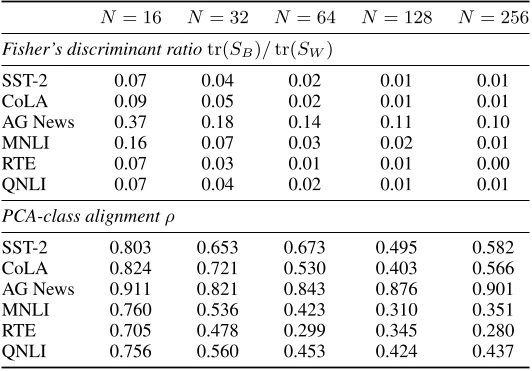 N = 16 N = 32 N = 64 N = 128 N = 256
Fisher's discriminant ratio tr(S_B)/ tr(S_W)
SST-2 0.07 0.04 0.02 0.01 0.01
CoLA 0.09 0.05 0.02 0.01 0.01
AG News 0.37 0.18 0.14 0.11 0.10
MNLI 0.16 0.07 0.03 0.02 0.01
RTE 0.07 0.03 0.01 0.01 0.00
QNLI 0.07 0.04 0.02 0.01 0.01
PCA-class alignment ρ
SST-2 0.803 0.653 0.673 0.495 0.582
CoLA 0.824 0.721 0.530 0.403 0.566
AG News 0.911 0.821 0.843 0.876 0.901
MNLI 0.760 0.536 0.423 0.310 0.351
RTE 0.705 0.478 0.299 0.345 0.280
QNLI 0.756 0.560 0.453 0.424 0.437